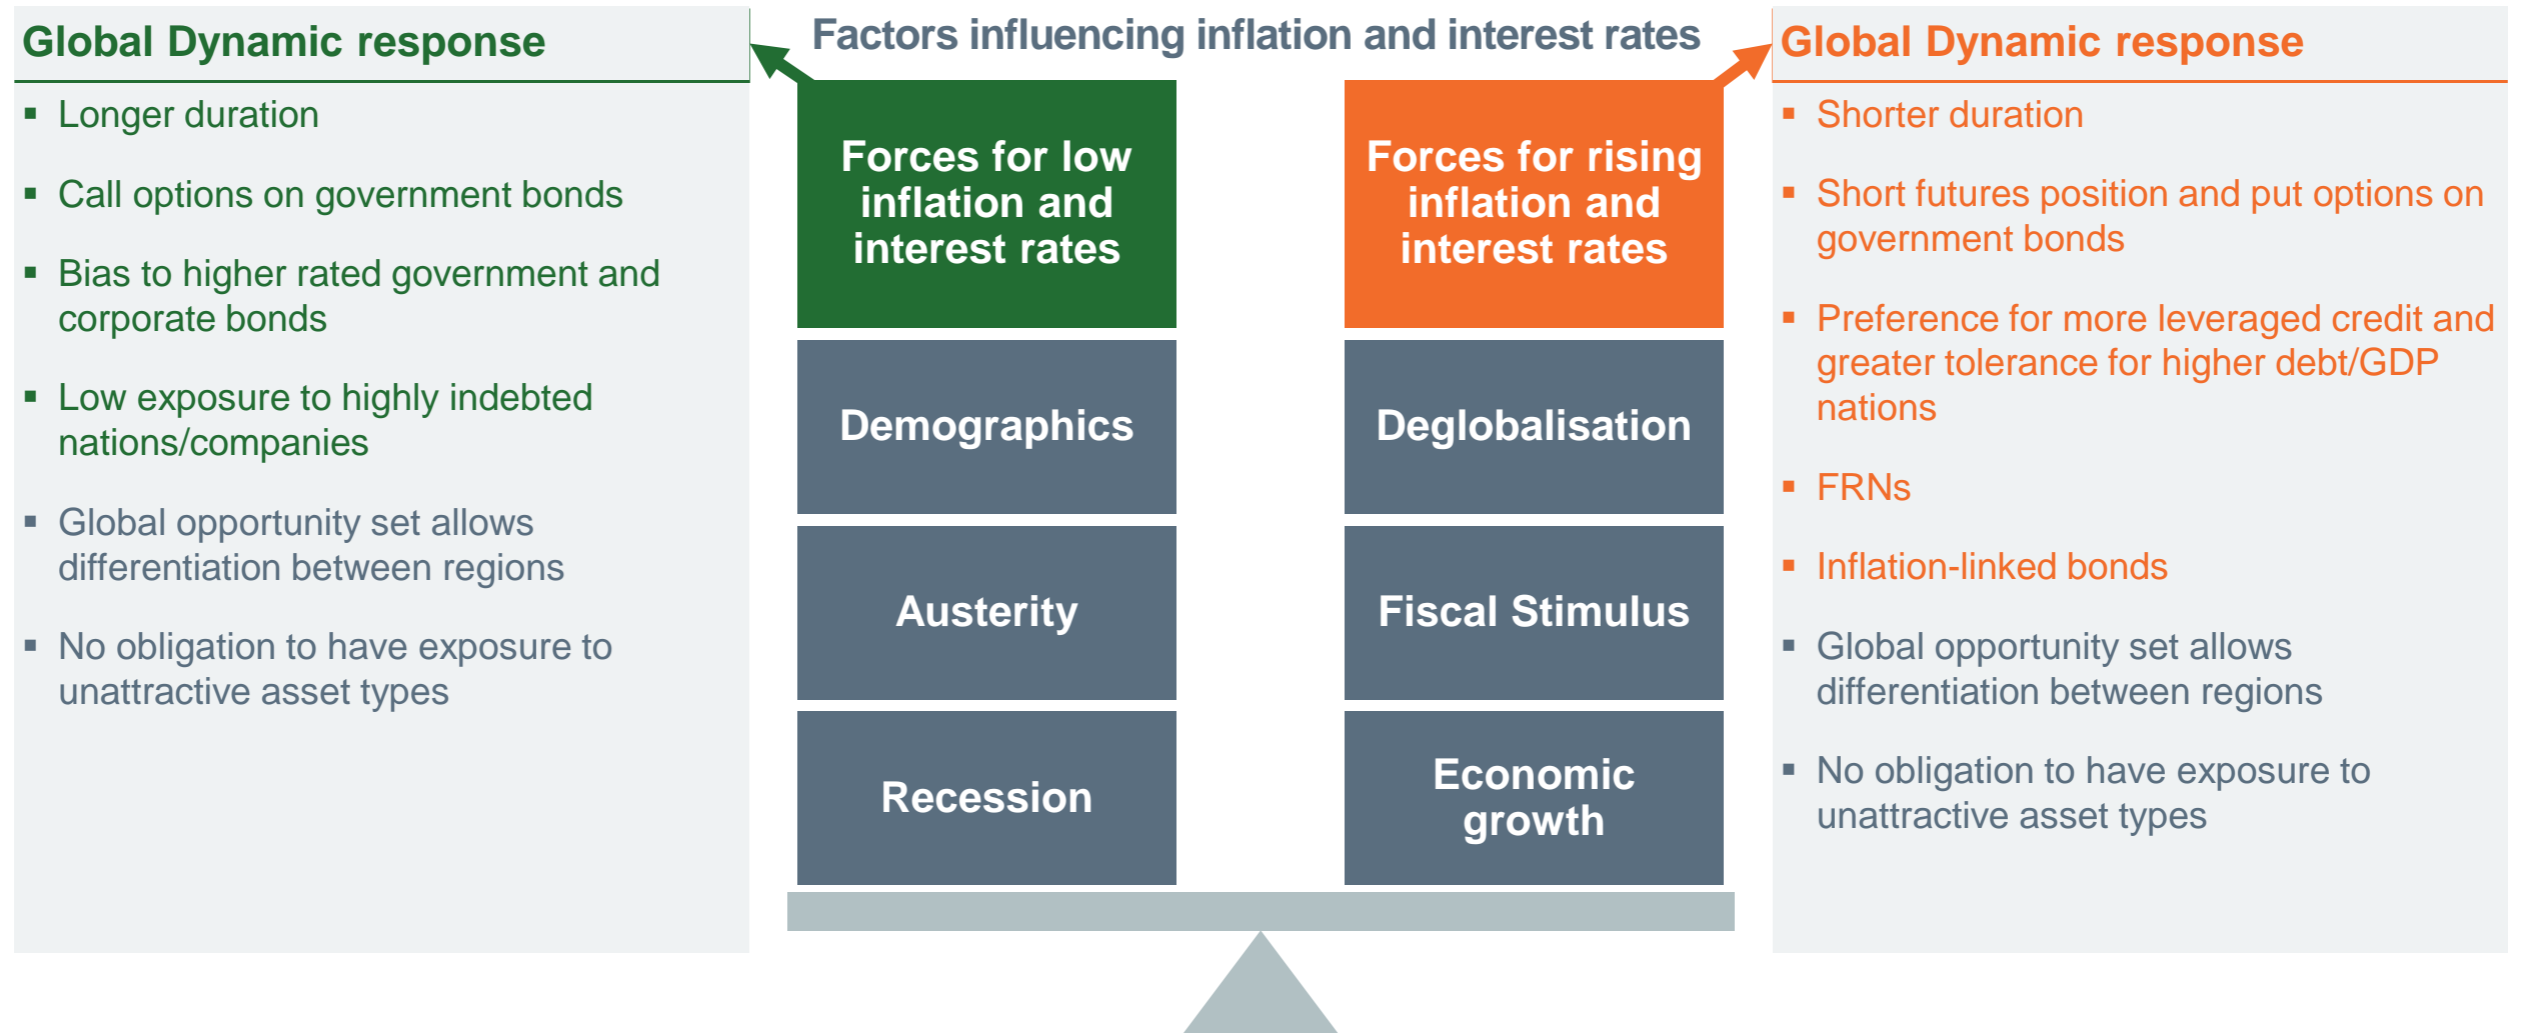 Global Dynamic response
▪ Longer duration
▪ Call options on government bonds
▪ Bias to higher rated government and
corporate bonds
▪ Low exposure to highly indebted
nations/companies
▪ Global opportunity set allows
differentiation between regions
▪ No obligation to have exposure to
unattractive asset types
Factors influencing inflation and interest rates
Forces for low
inflation and
interest rates
Demographics
Austerity
Recession
Forces for rising
inflation and
interest rates
Deglobalisation
Fiscal Stimulus
Economic
growth
Global Dynamic response
▪ Shorter duration
▪ Short futures position and put options on
government bonds
▪ Preference for more leveraged credit and
greater tolerance for higher debt/GDP
nations
▪ FRNs
▪ Inflation-linked bonds
▪ Global opportunity set allows
differentiation between regions
▪ No obligation to have exposure to
unattractive asset types